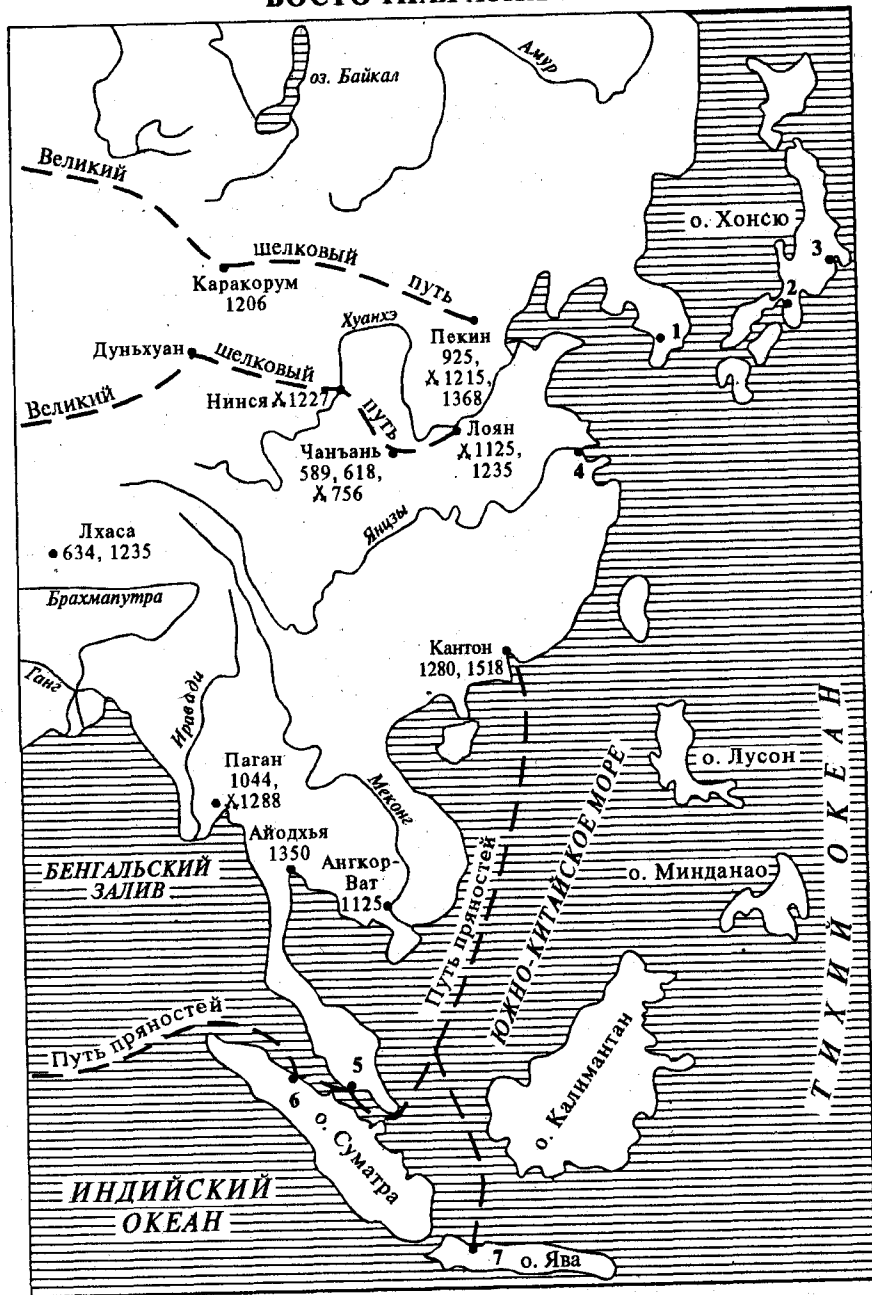 оз. Байкал
Амур
Великий
шелковый
путь
о. Хонсю
3
2
1
Каракорум
1206
Хуанхэ
Пекин
925,
1215,
1368
Дуньхуан
шелковый
Великий
Нинся 1227
путь
Лоян
1125,
1235
Чанъань
589, 618,
756
4
Янцзы
Лхаса
634, 1235
Брахмапутра
Ганг
Иравади
Кантон
1280, 1518
Паган
1044,
1288
Меконг
о. Лусон
Айодхья
1350
Ангкор-
Ват
1125
БЕНГАЛЬСКИЙ
ЗАЛИВ
о. Минданао
Путь пряностей
ЮЖНО-КИТАЙСКОЕ МОРЕ
ТИХИЙ ОКЕАН
Путь пряностей
5
6
о. Суматра
о. Калимантан
ИНДИЙСКИЙ
ОКЕАН
7
о. Ява